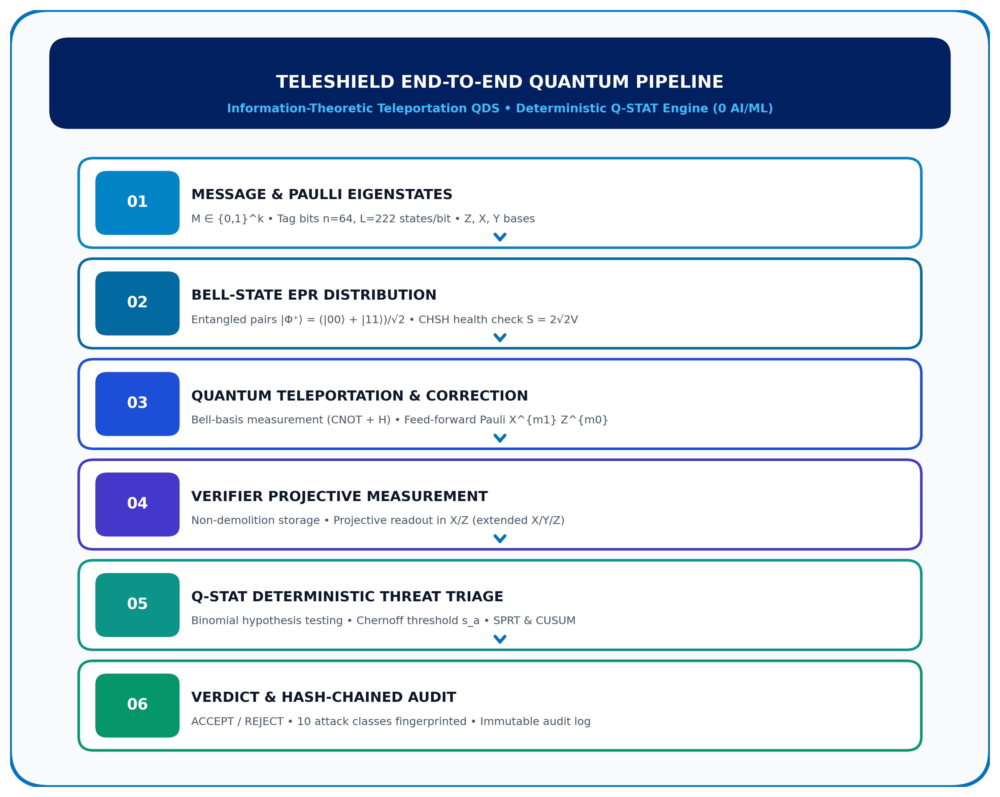 TELESHIELD END-TO-END QUANTUM PIPELINE
Information-Theoretic Teleportation QDS • Deterministic Q-STAT Engine (0 AI/ML)
01
MESSAGE & PAULLI EIGENSTATES
M ∈ {0,1}^k • Tag bits n=64, L=222 states/bit • Z, X, Y bases
02
BELL-STATE EPR DISTRIBUTION
Entangled pairs |Φ⁺⟩ = (|00⟩ + |11⟩)/√2 • CHSH health check S = 2√2V
03
QUANTUM TELEPORTATION & CORRECTION
Bell-basis measurement (CNOT + H) • Feed-forward Pauli X^{m1} Z^{m0}
04
VERIFIER PROJECTIVE MEASUREMENT
Non-demolition storage • Projective readout in X/Z (extended X/Y/Z)
05
Q-STAT DETERMINISTIC THREAT TRIAGE
Binomial hypothesis testing • Chernoff threshold s_a • SPRT & CUSUM
06
VERDICT & HASH-CHAINED AUDIT
ACCEPT / REJECT • 10 attack classes fingerprinted • Immutable audit log